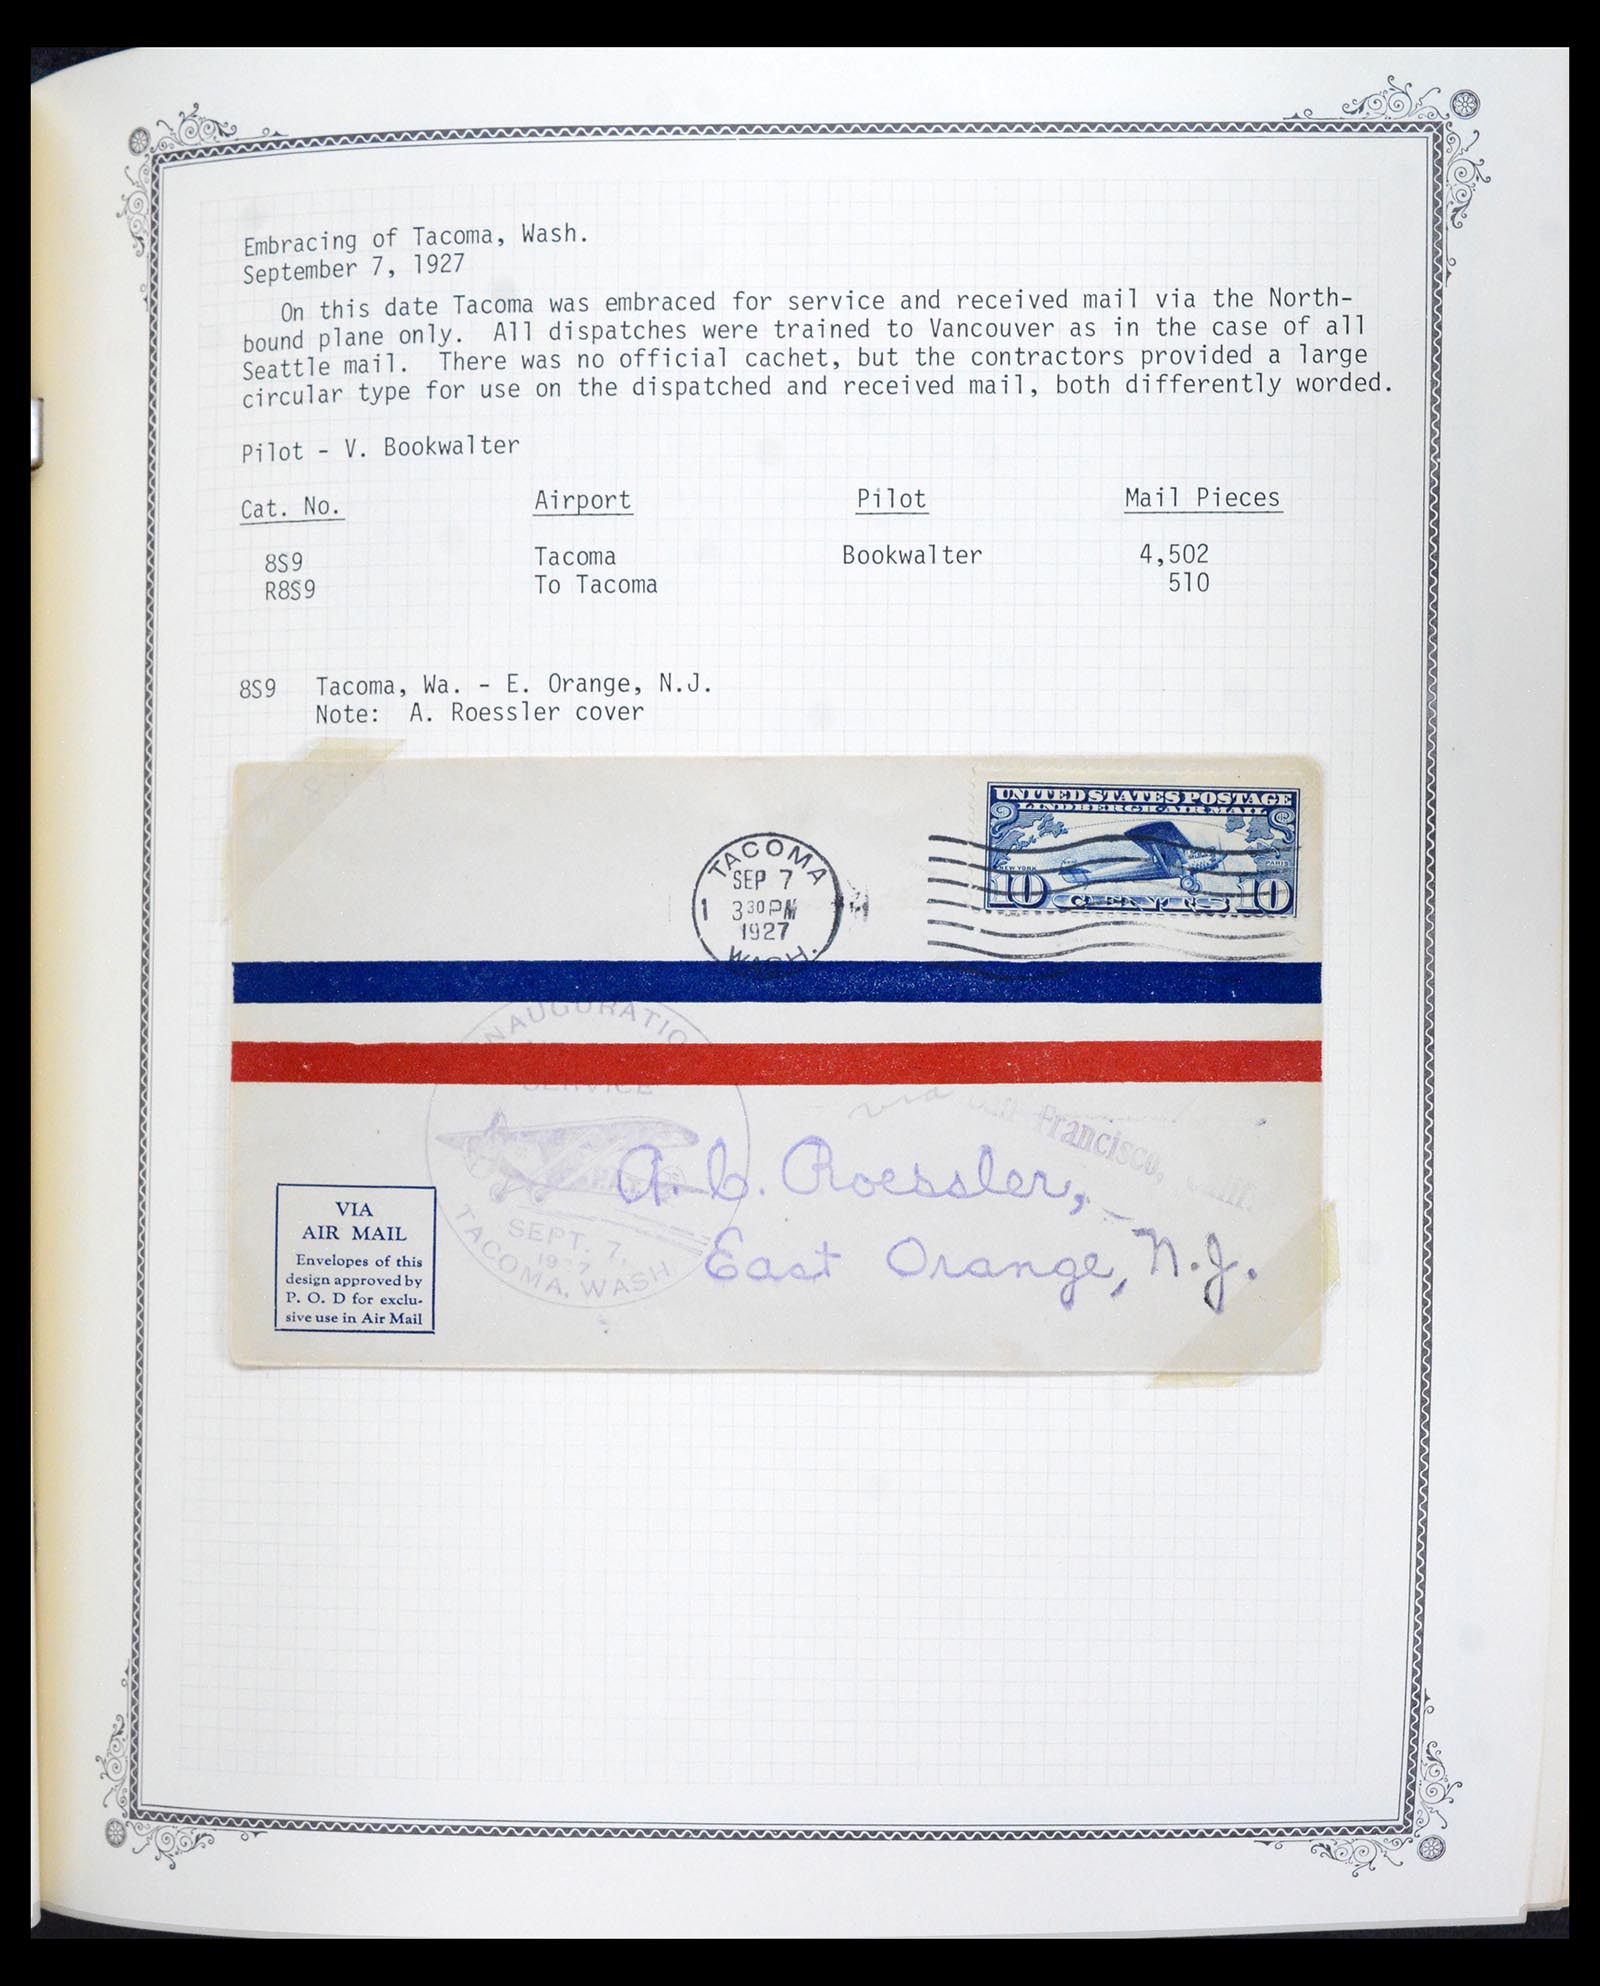 Embracing of Tacoma, Wash.
September 7, 1927
On this date Tacoma was embraced for service and received mail via the North-
bound plane only. All dispatches were trained to Vancouver as in the case of all
Seattle mail. There was no official cachet, but the contractors provided a large
circular type for use on the dispatched and received mail, both differently worded.
Pilot - V. Bookwalter
Cat. No. Airport Pilot Mail Pieces
8S9 Tacoma Bookwalter 4,502
R8S9 To Tacoma 510
8S9 Tacoma, Wa. - E. Orange, N.J.
Note: A. Roessler cover
UNITED STATES POSTAGE
LINDBERGH AIR MAIL
NEW YORK
PARIS
10 CENTS 10
TACOMA
SEP 7
1 3 30 PM
1927
WASH.
INAUGURATION
SERVICE
SEPT. 7,
1927
TACOMA, WASH.
via San Francisco, Calif.
A. C. Roessler,
East Orange, N.J.
VIA
AIR MAIL
Envelopes of this
design approved by
P. O. D for exclu-
sive use in Air Mail